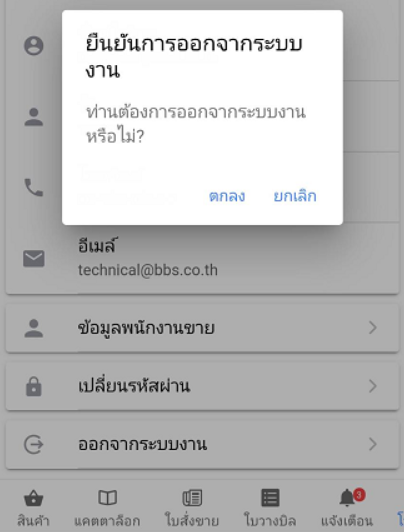 ยืนยันการออกจากระบบ
งาน
ท่านต้องการออกจากระบบงาน
หรือไม่?
ตกลง ยกเลิก
อีเมล์
technical@bbs.co.th
ข้อมูลพนักงานขาย
เปลี่ยนรหัสผ่าน
ออกจากระบบงาน
3
สินค้า แคตตาล็อก ใบสั่งขาย ใบวางบิล แจ้งเตือน